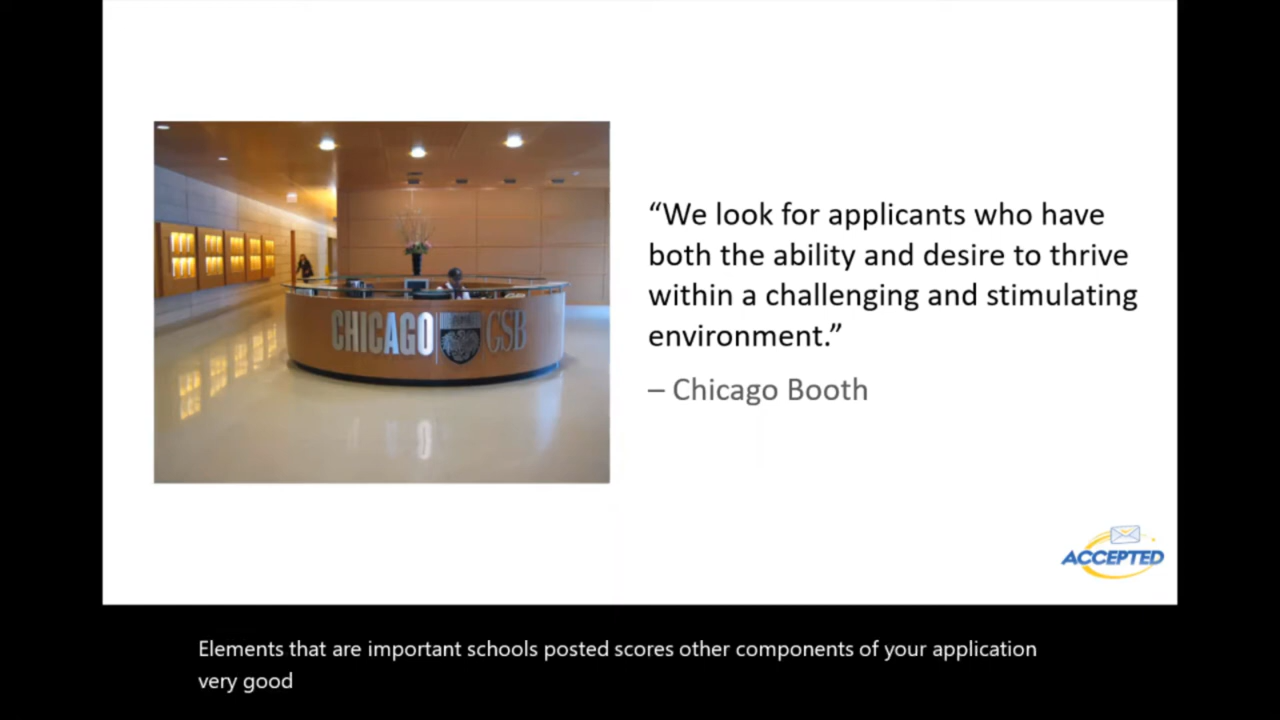 “We look for applicants who have
both the ability and desire to thrive
within a challenging and stimulating
environment.”
– Chicago Booth
CHICAGO CSB
ACCEPTED
Elements that are important schools posted scores other components of your application
very good